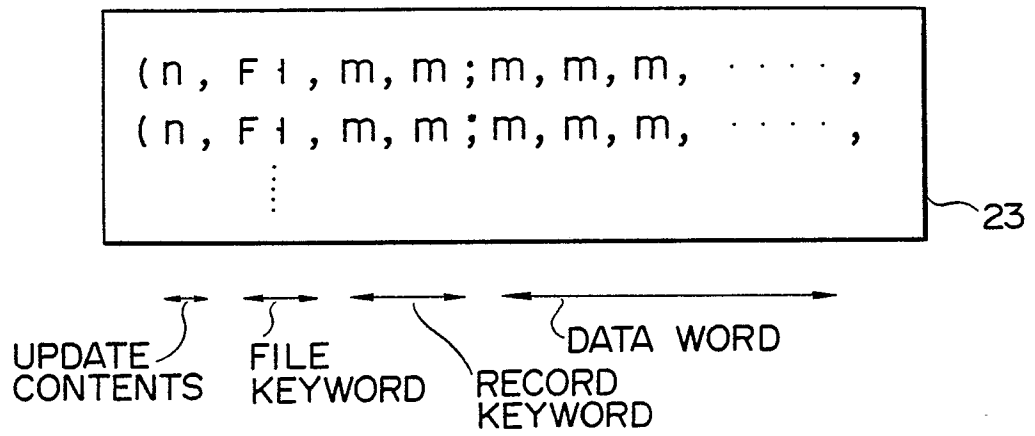 (n, Fi, m, m; m, m, m, ····,
(n, Fi, m, m; m, m, m, ····,
23
UPDATE CONTENTS
FILE KEYWORD
RECORD KEYWORD
DATA WORD